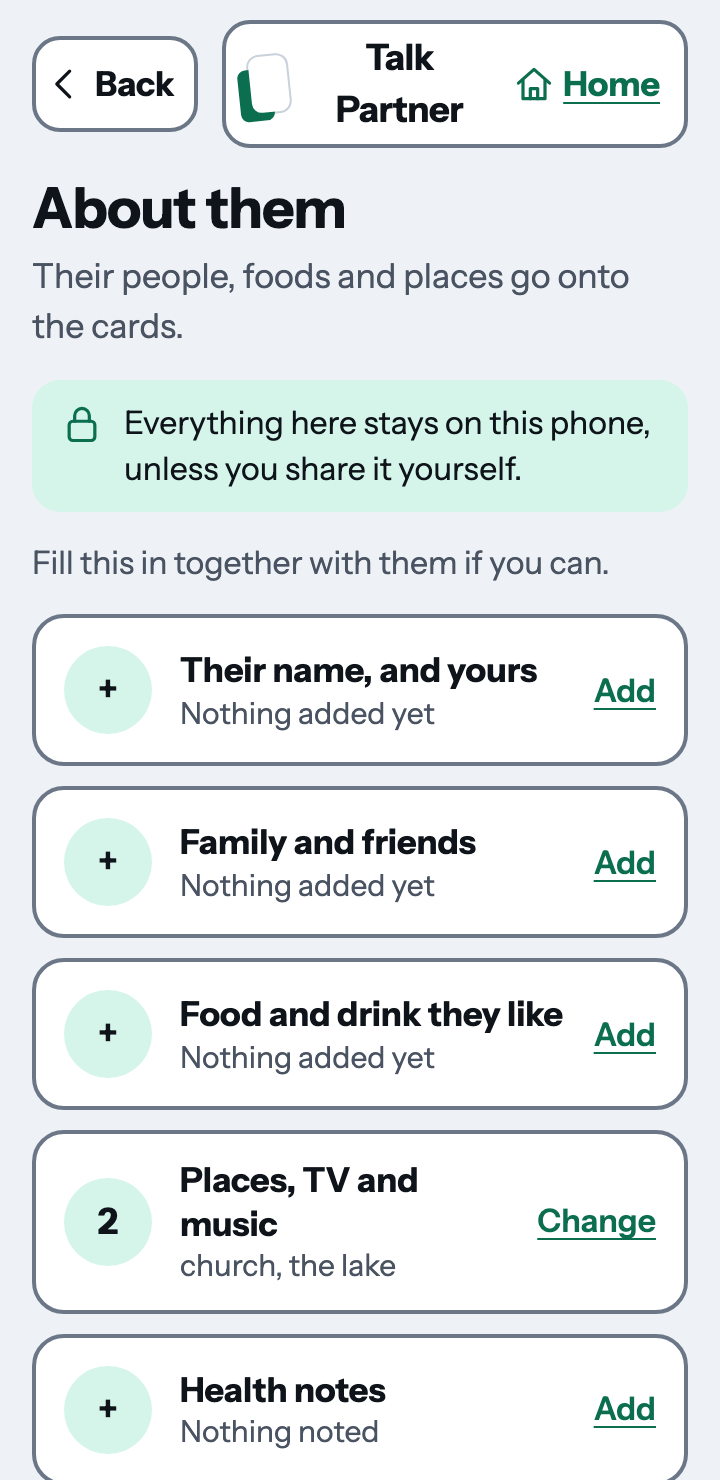 Back
Talk
Partner
Home
About them
Their people, foods and places go onto
the cards.
Everything here stays on this phone,
unless you share it yourself.
Fill this in together with them if you can.
+
Their name, and yours
Nothing added yet
Add
+
Family and friends
Nothing added yet
Add
+
Food and drink they like
Nothing added yet
Add
2
Places, TV and
music
church, the lake
Change
+
Health notes
Nothing noted
Add